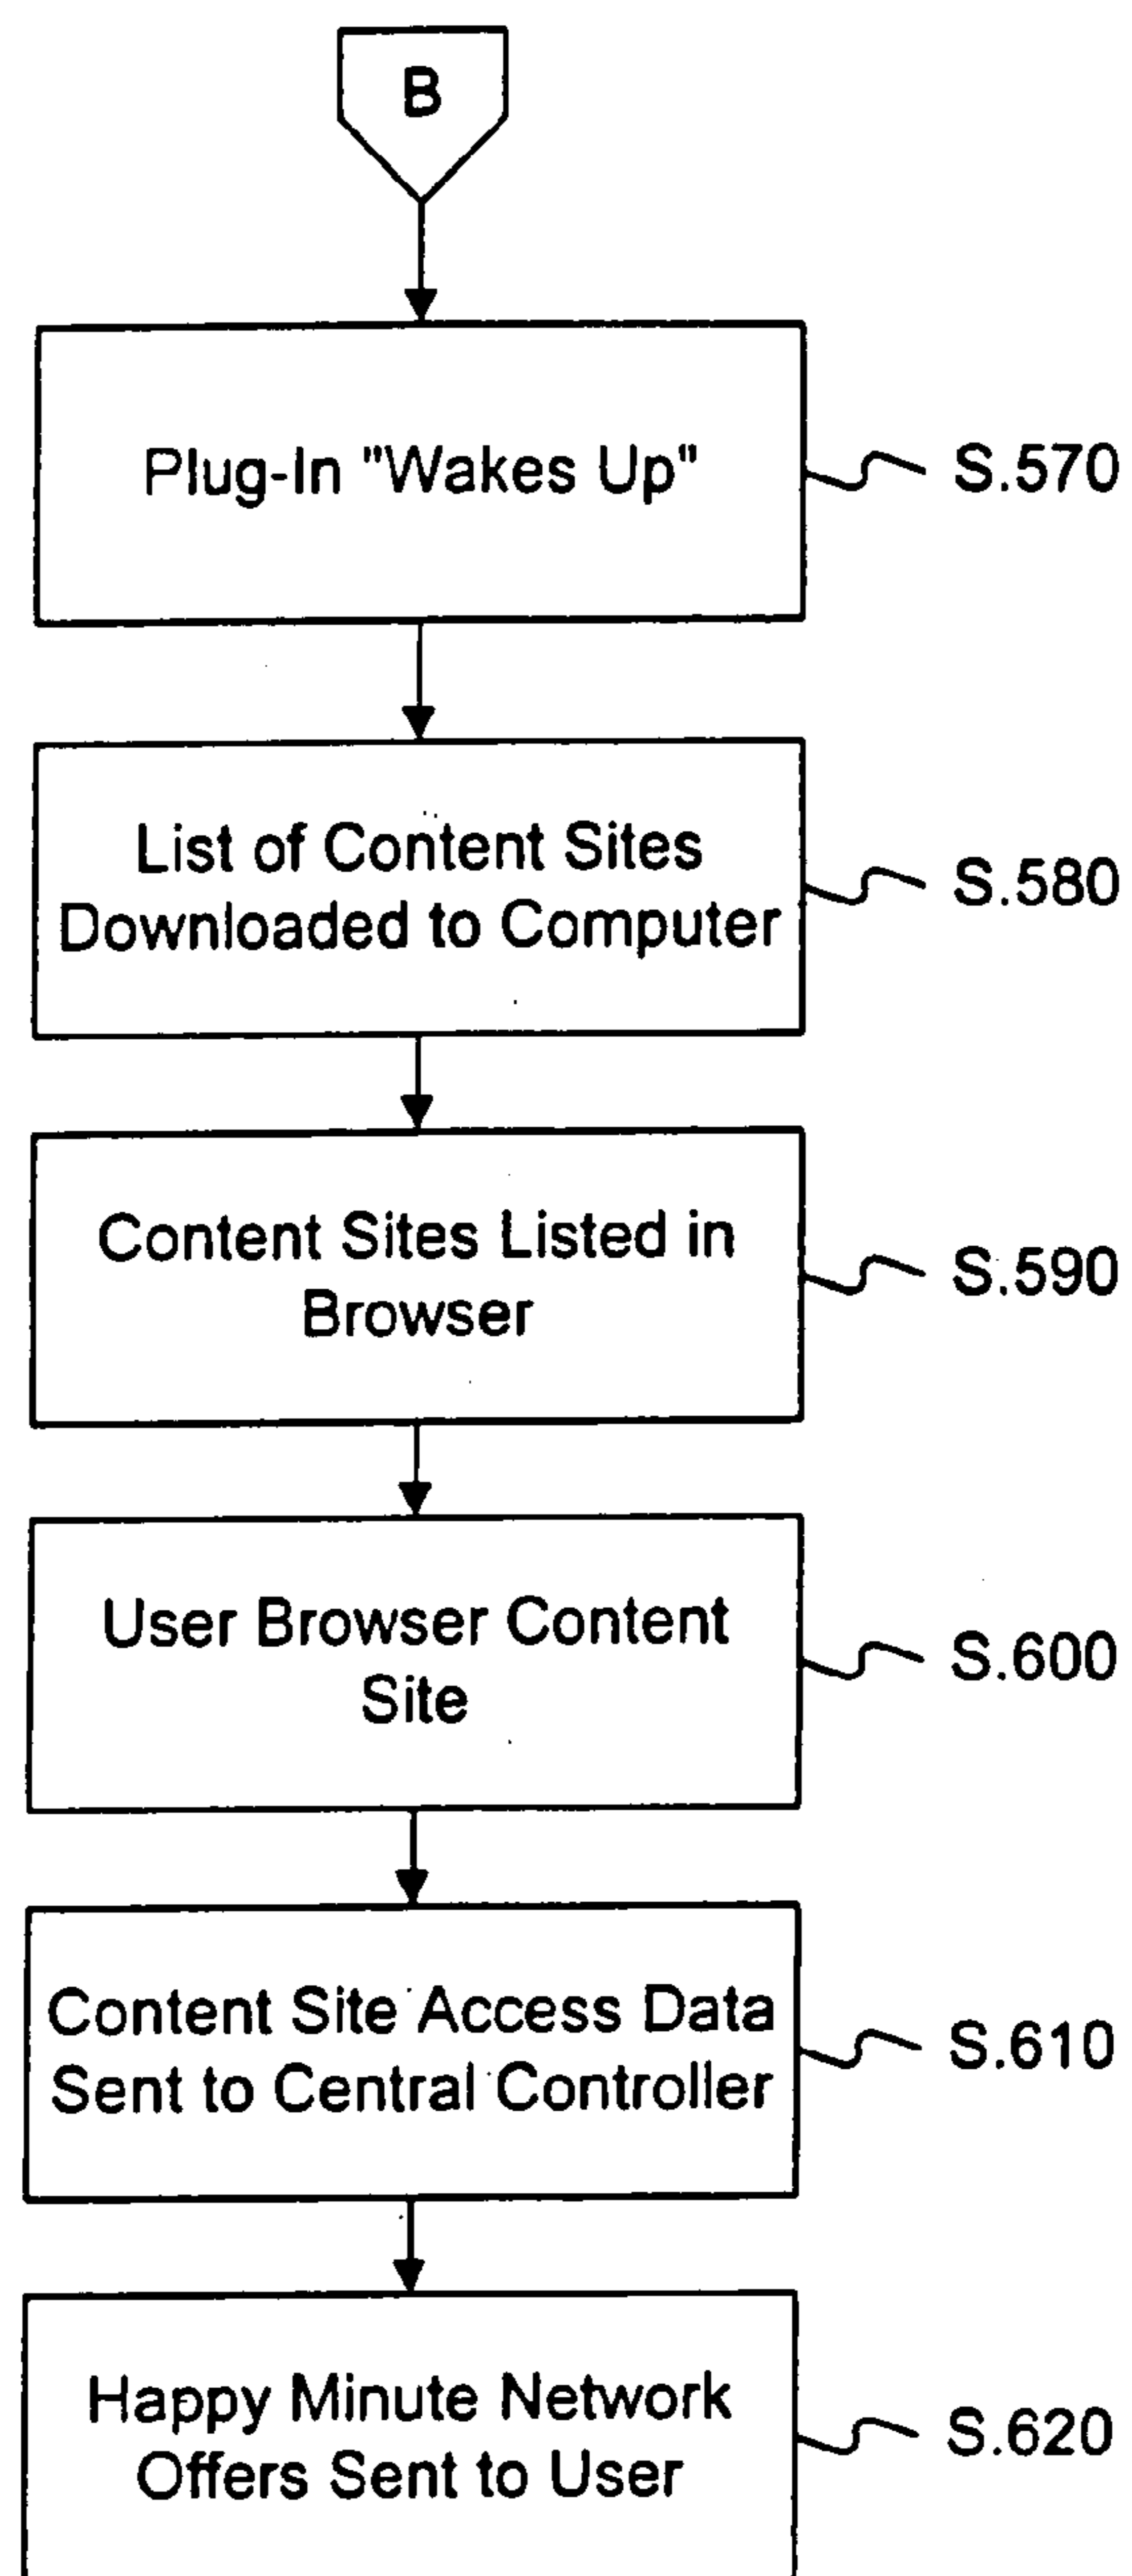 B
Plug-In "Wakes Up"
S.570
List of Content Sites
Downloaded to Computer
S.580
Content Sites Listed in
Browser
S.590
User Browser Content
Site
S.600
Content Site Access Data
Sent to Central Controller
S.610
Happy Minute Network
Offers Sent to User
S.620